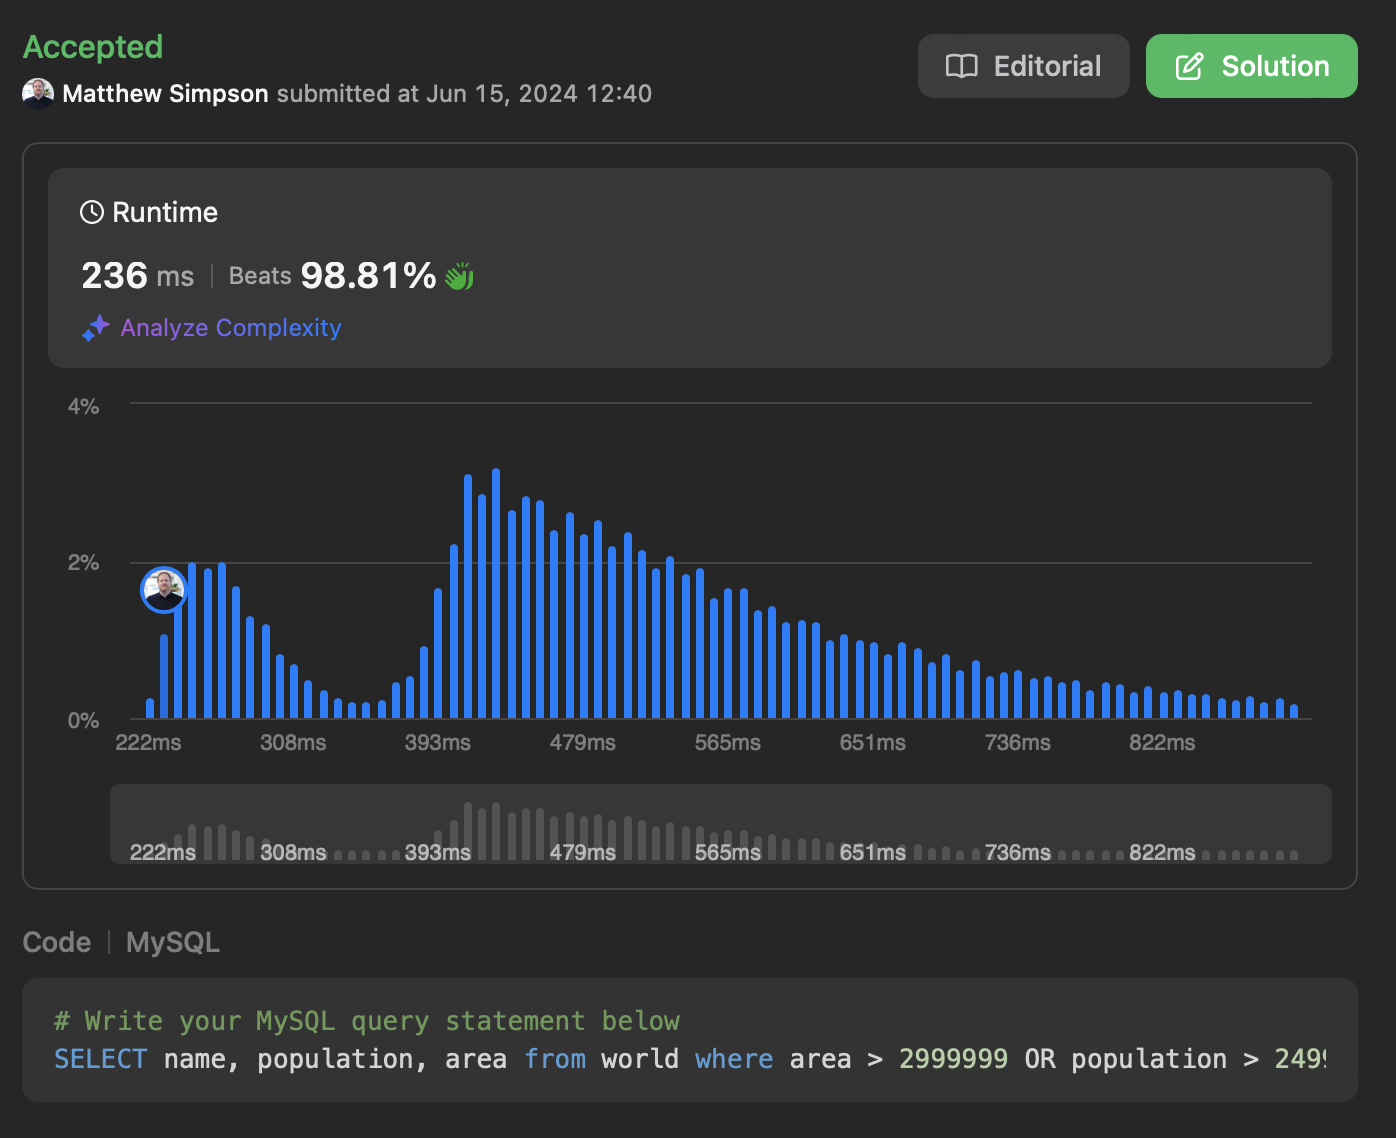 Accepted
Editorial
Solution
Matthew Simpson submitted at Jun 15, 2024 12:40
Runtime
236 ms | Beats 98.81%
Analyze Complexity
4%
2%
0%
222ms 308ms 393ms 479ms 565ms 651ms 736ms 822ms
222ms 308ms 393ms 479ms 565ms 651ms 736ms 822ms
Code | MySQL
# Write your MySQL query statement below
SELECT name, population, area from world where area > 2999999 OR population >